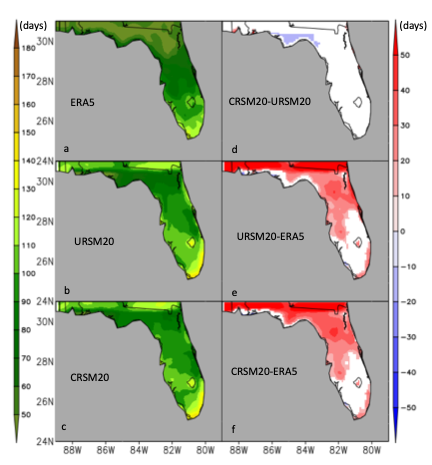 (days) (days)
180
170
160
150
140
130
120
110
100
90
80
70
60
50
30N
28N
26N
24N
30N
28N
26N
24N
30N
28N
26N
24N
ERA5
a
CRSM20-URSM20
d
URSM20
b
URSM20-ERA5
e
CRSM20
c
CRSM20-ERA5
f
50
40
30
20
10
0
-10
-20
-30
-40
-50
88W 86W 84W 82W 80W 88W 86W 84W 82W 80W